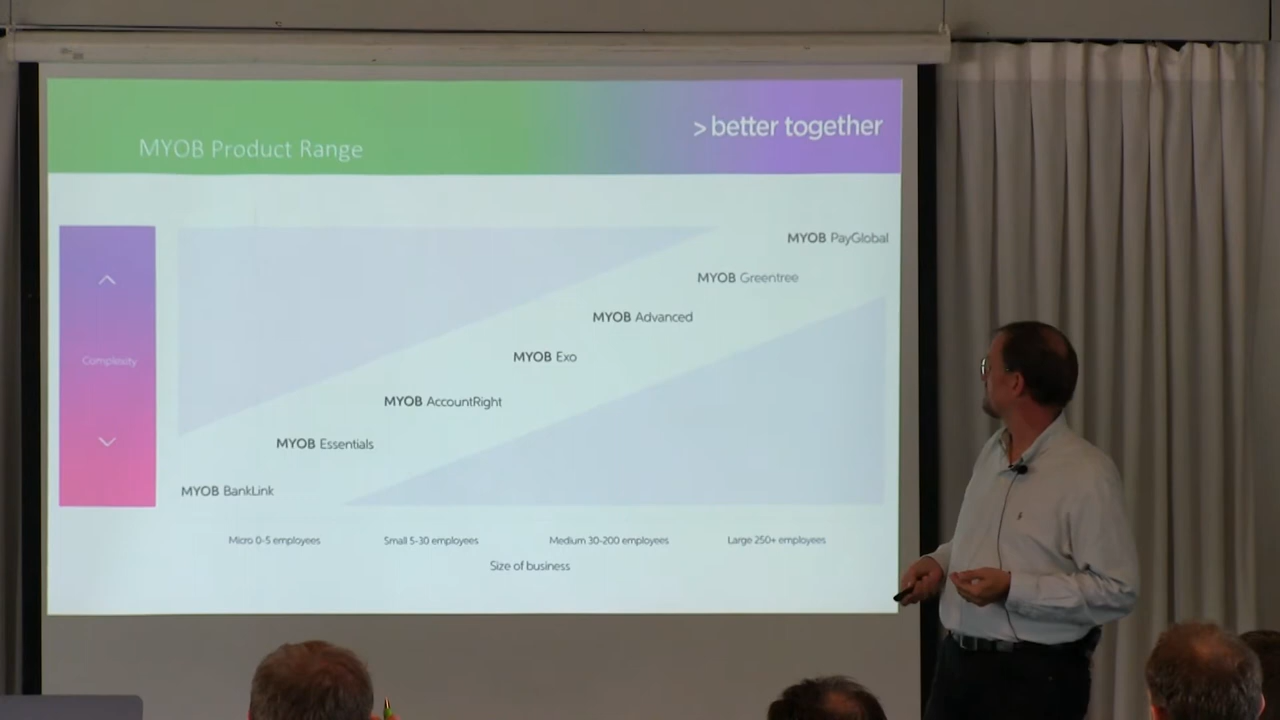 > better together
MYOB Product Range
MYOB PayGlobal
MYOB Greentree
MYOB Advanced
MYOB Exo
Complexity
MYOB AccountRight
MYOB Essentials
MYOB BankLink
Micro 0-5 employees
Small 5-30 employees
Medium 30-200 employees
Large 250+ employees
Size of business